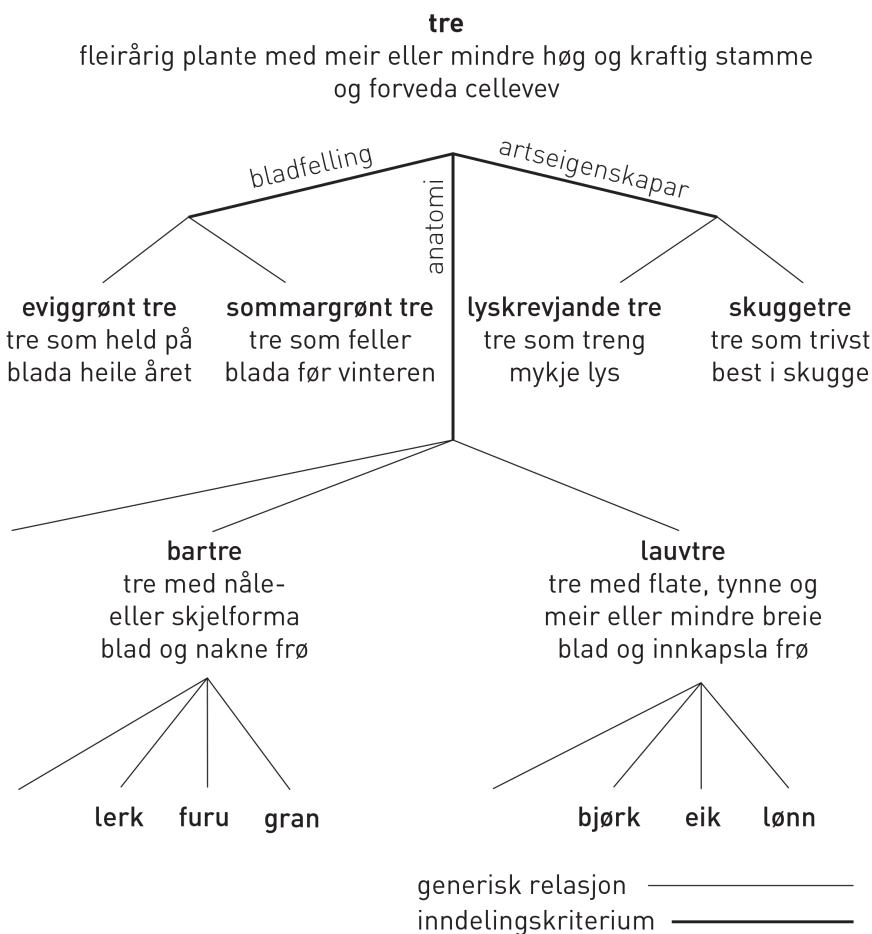 tre
fleirårig plante med meir eller mindre høg og kraftig stamme
og forveda cellevev
bladfelling
anatomi
artseigenskapar
eviggrønt tre
tre som held på
blada heile året
sommargrønt tre
tre som feller
blada før vinteren
lyskrevjande tre
tre som treng
mykje lys
skuggetre
tre som trivst
best i skugge
bartre
tre med nåle-
eller skjelforma
blad og nakne frø
lauvtre
tre med flate, tynne og
meir eller mindre breie
blad og innkapsla frø
lerk
furu
gran
bjørk
eik
lønn
generisk relasjon
inndelingskriterium